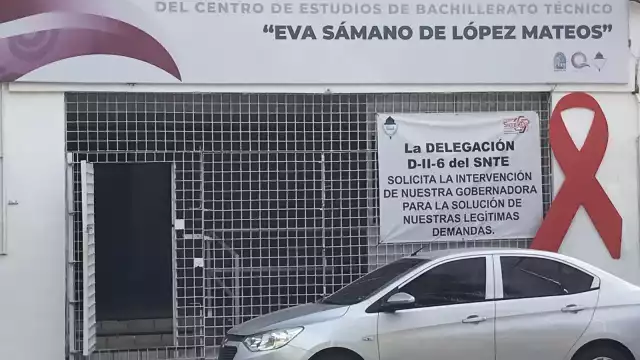 DEL CENTRO DE ESTUDIOS DE BACHILLERATO TÉCNICO
"EVA SÁMANO DE LÓPEZ MATEOS"
La DELEGACIÓN
D-II-6 del SNTE
SOLICITA LA INTERVENCIÓN
DE NUESTRA GOBERNADORA
PARA LA SOLUCIÓN DE
NUESTRAS LEGÍTIMAS
DEMANDAS.